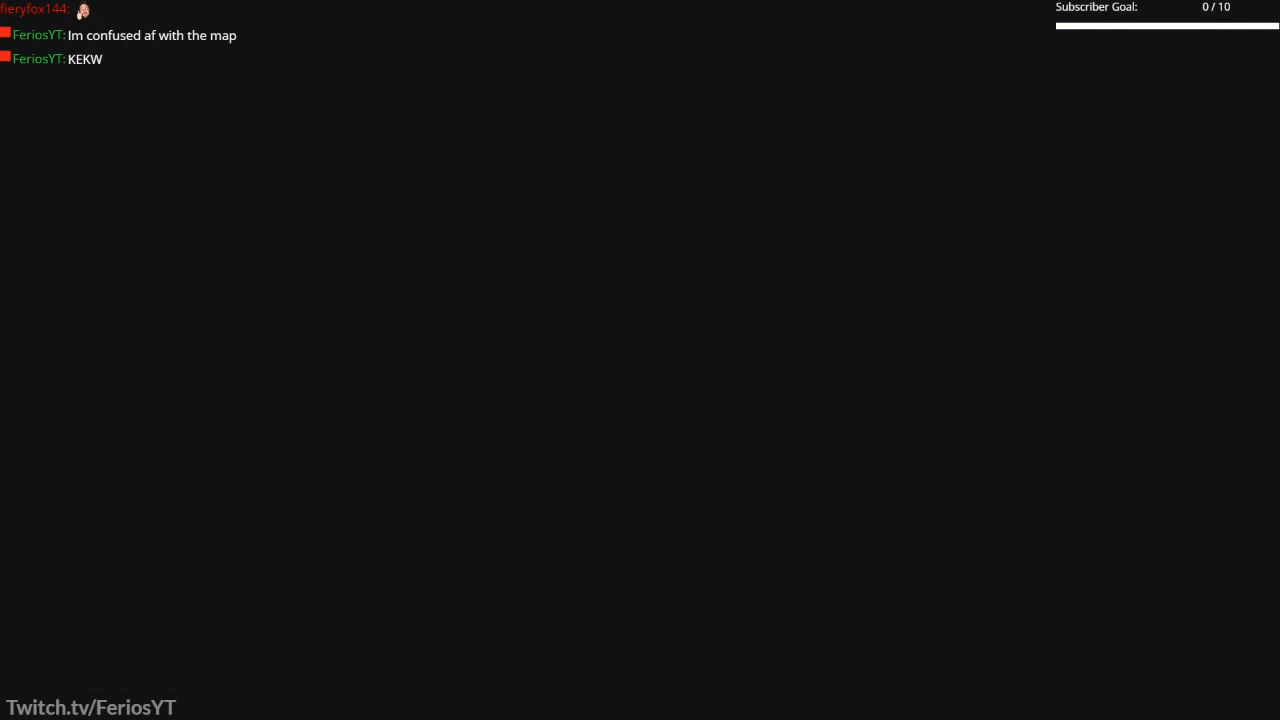 fieryfox144:
Subscriber Goal: 0 / 10
FeriosYT: Im confused af with the map
FeriosYT: KEKW
Twitch.tv/FeriosYT